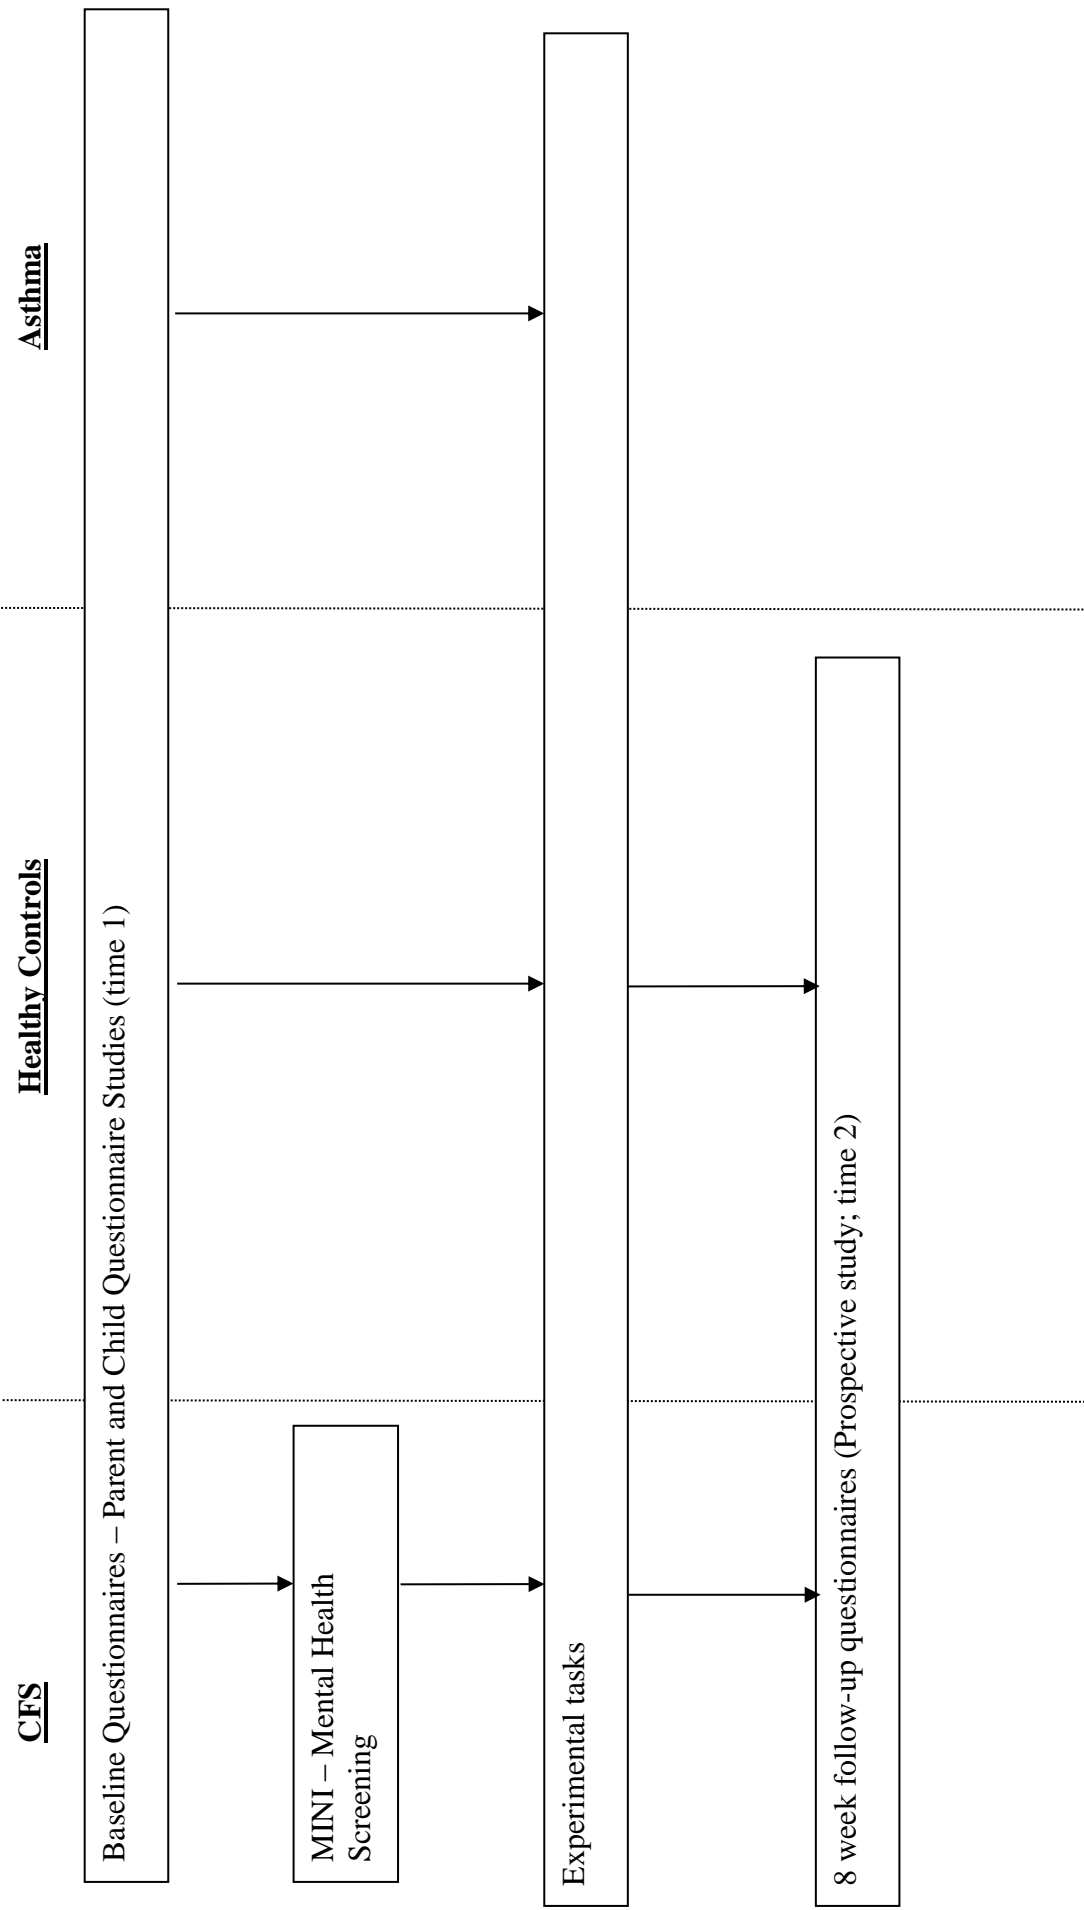 CFS
Healthy Controls
Asthma
Baseline Questionnaires – Parent and Child Questionnaire Studies (time 1)
MINI – Mental Health
Screening
Experimental tasks
8 week follow-up questionnaires (Prospective study; time 2)